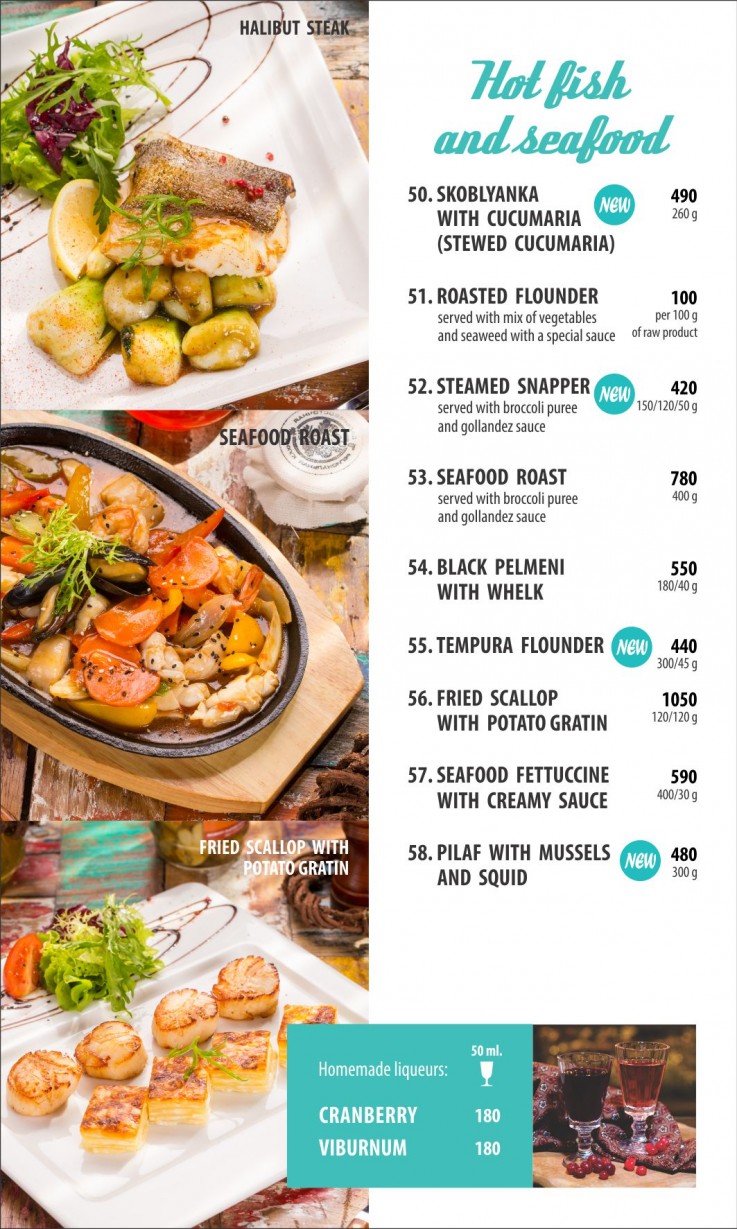 HALIBUT STEAK
SEAFOOD ROAST
FRIED SCALLOP WITH
POTATO GRATIN
Hot fish
and seafood
50. SKOBLYANKA NEW 490
WITH CUCUMARIA 260 g
(STEWED CUCUMARIA)
51. ROASTED FLOUNDER 100
served with mix of vegetables per 100 g
and seaweed with a special sauce of raw product
52. STEAMED SNAPPER NEW 420
served with broccoli puree 150/120/50 g
and gollandez sauce
53. SEAFOOD ROAST 780
served with broccoli puree 400 g
and gollandez sauce
54. BLACK PELMENI 550
WITH WHELK 180/40 g
55. TEMPURA FLOUNDER NEW 440
300/45 g
56. FRIED SCALLOP 1050
WITH POTATO GRATIN 120/120 g
57. SEAFOOD FETTUCCINE 590
WITH CREAMY SAUCE 400/30 g
58. PILAF WITH MUSSELS NEW 480
AND SQUID 300 g
50 ml.
Homemade liqueurs:
CRANBERRY 180
VIBURNUM 180